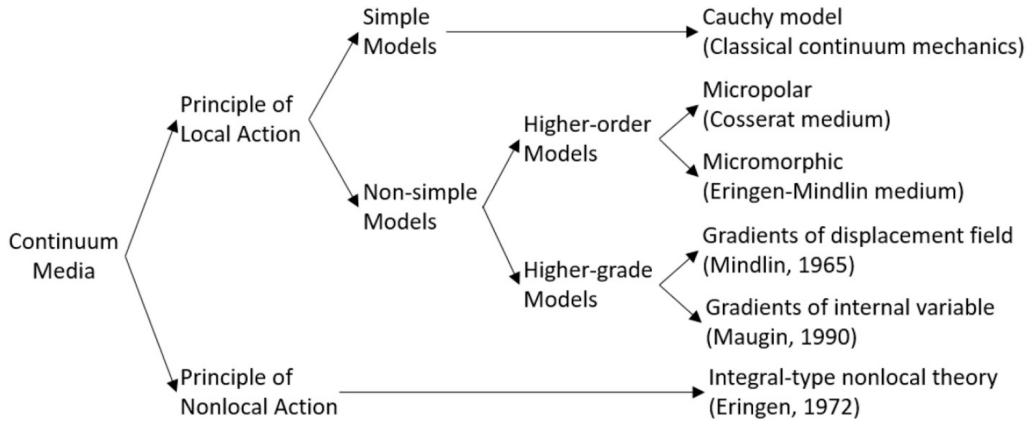 Simple
Models
Cauchy model
(Classical continuum mechanics)
Principle of
Local Action
Micropolar
(Cosserat medium)
Higher-order
Models
Micromorphic
(Eringen-Mindlin medium)
Non-simple
Models
Continuum
Media
Gradients of displacement field
(Mindlin, 1965)
Higher-grade
Models
Gradients of internal variable
(Maugin, 1990)
Principle of
Nonlocal Action
Integral-type nonlocal theory
(Eringen, 1972)